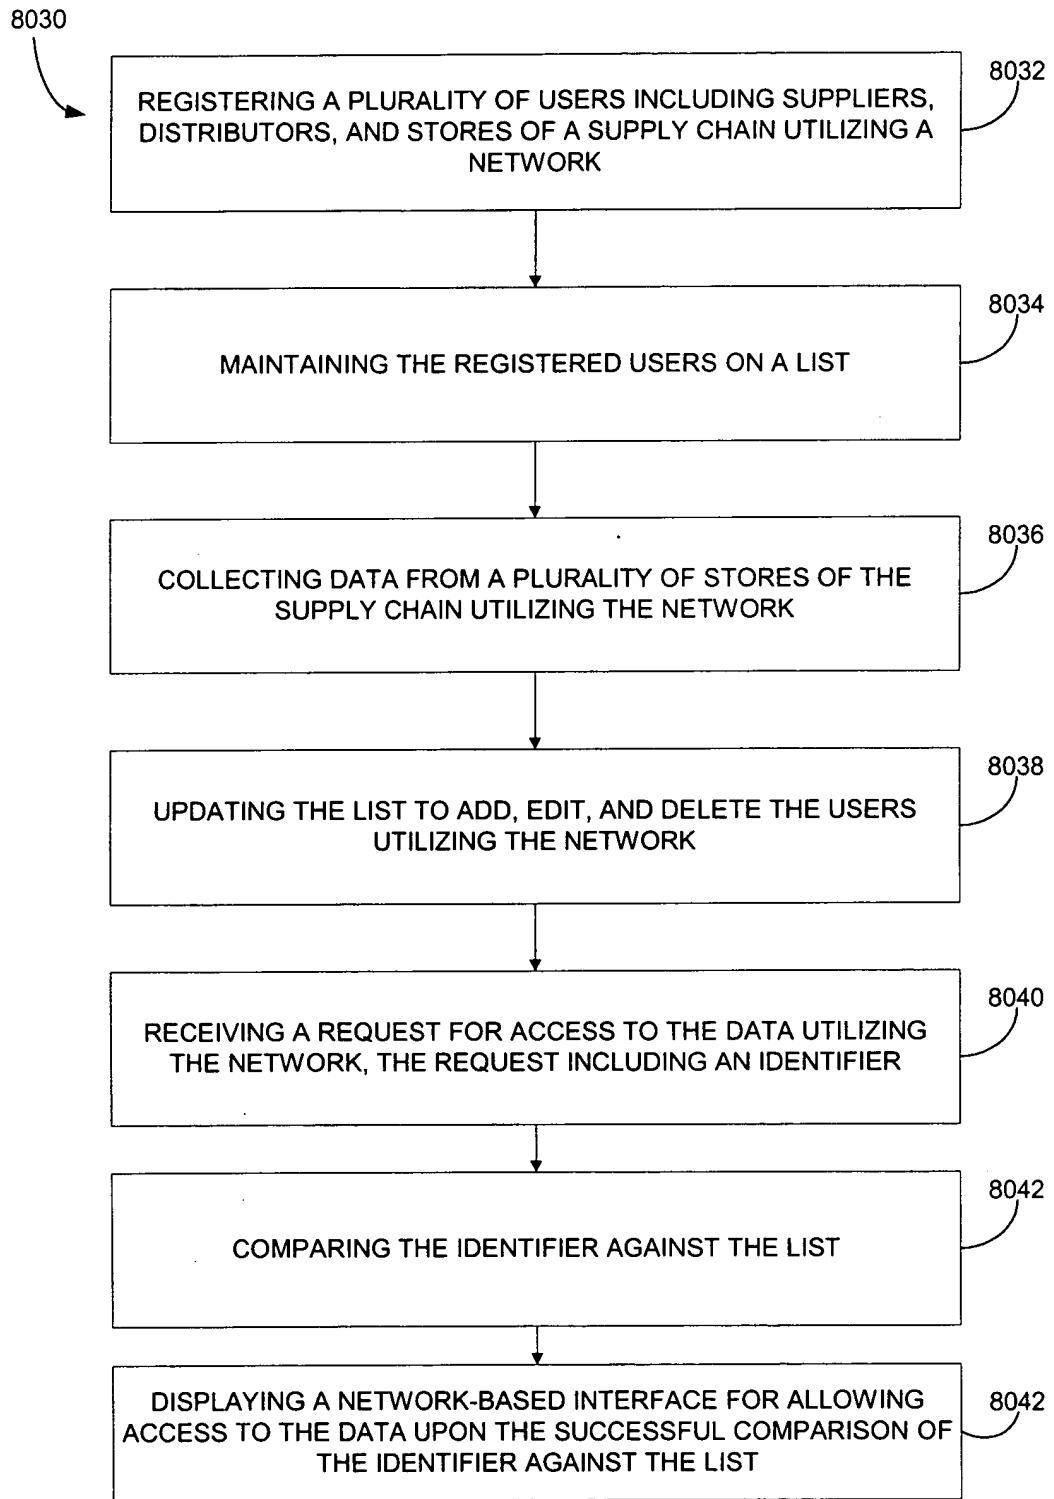 8030
8032
REGISTERING A PLURALITY OF USERS INCLUDING SUPPLIERS,
DISTRIBUTORS, AND STORES OF A SUPPLY CHAIN UTILIZING A
NETWORK
8034
MAINTAINING THE REGISTERED USERS ON A LIST
8036
COLLECTING DATA FROM A PLURALITY OF STORES OF THE
SUPPLY CHAIN UTILIZING THE NETWORK
8038
UPDATING THE LIST TO ADD, EDIT, AND DELETE THE USERS
UTILIZING THE NETWORK
8040
RECEIVING A REQUEST FOR ACCESS TO THE DATA UTILIZING
THE NETWORK, THE REQUEST INCLUDING AN IDENTIFIER
8042
COMPARING THE IDENTIFIER AGAINST THE LIST
8042
DISPLAYING A NETWORK-BASED INTERFACE FOR ALLOWING
ACCESS TO THE DATA UPON THE SUCCESSFUL COMPARISON OF
THE IDENTIFIER AGAINST THE LIST